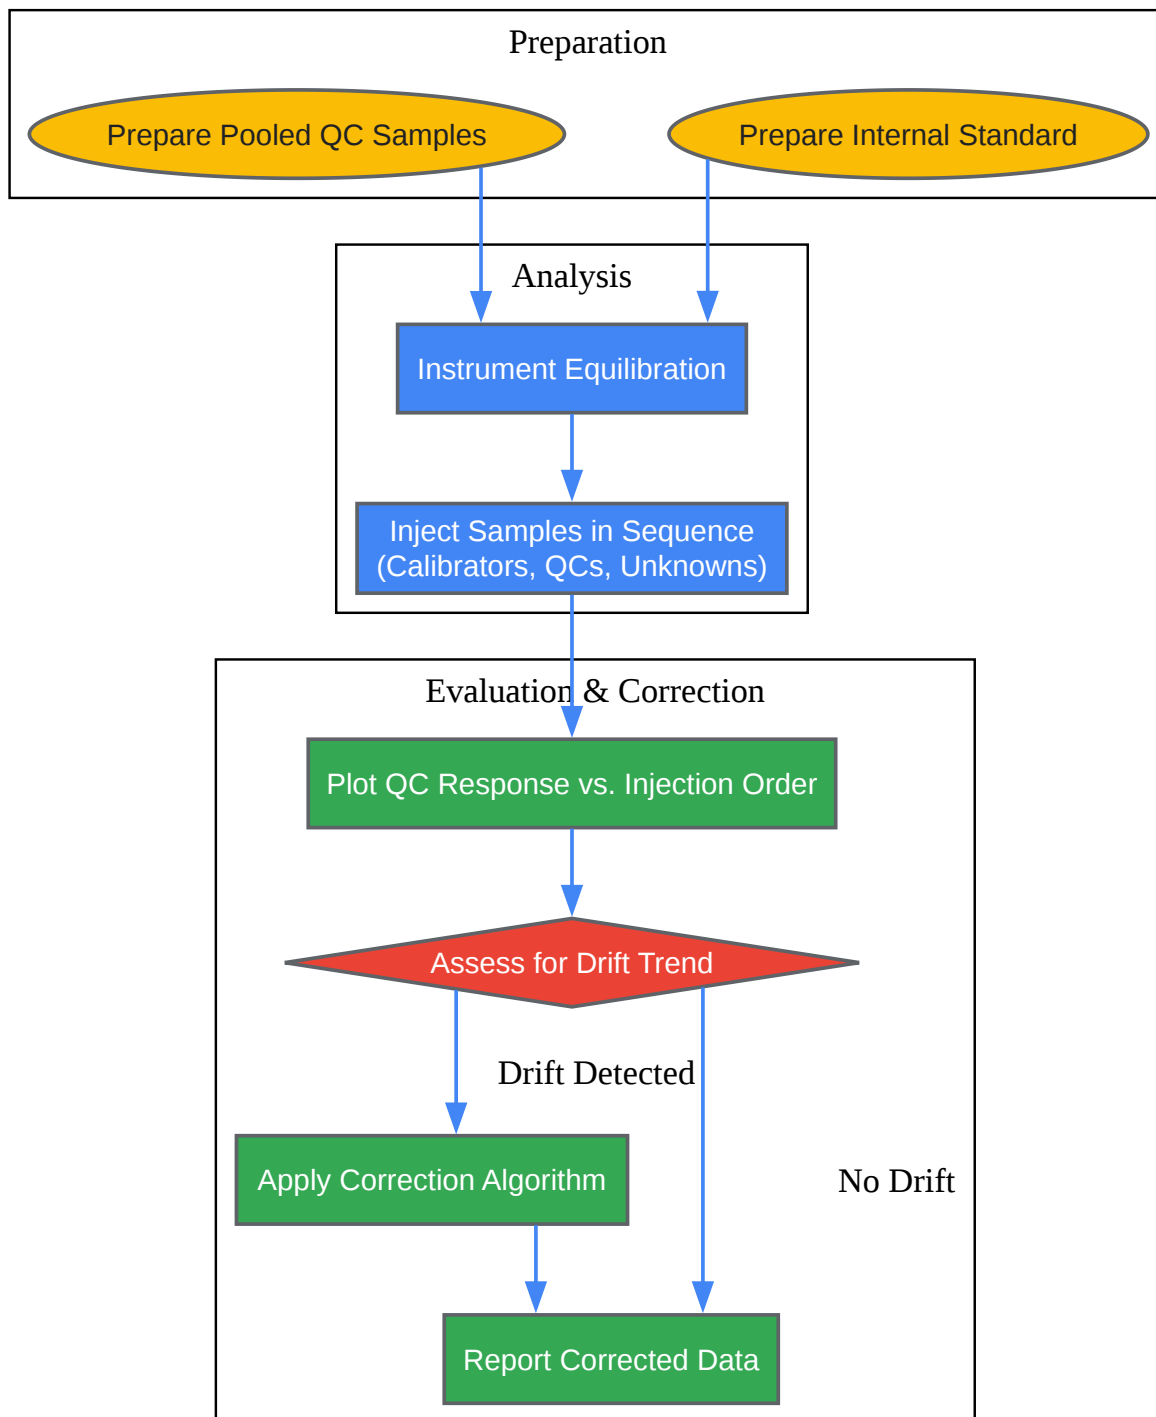 Preparation
Prepare Pooled QC Samples
Prepare Internal Standard
Analysis
Instrument Equilibration
Inject Samples in Sequence
(Calibrators, QCs, Unknowns)
Evaluation & Correction
Plot QC Response vs. Injection Order
Assess for Drift Trend
Drift Detected
Apply Correction Algorithm
No Drift
Report Corrected Data